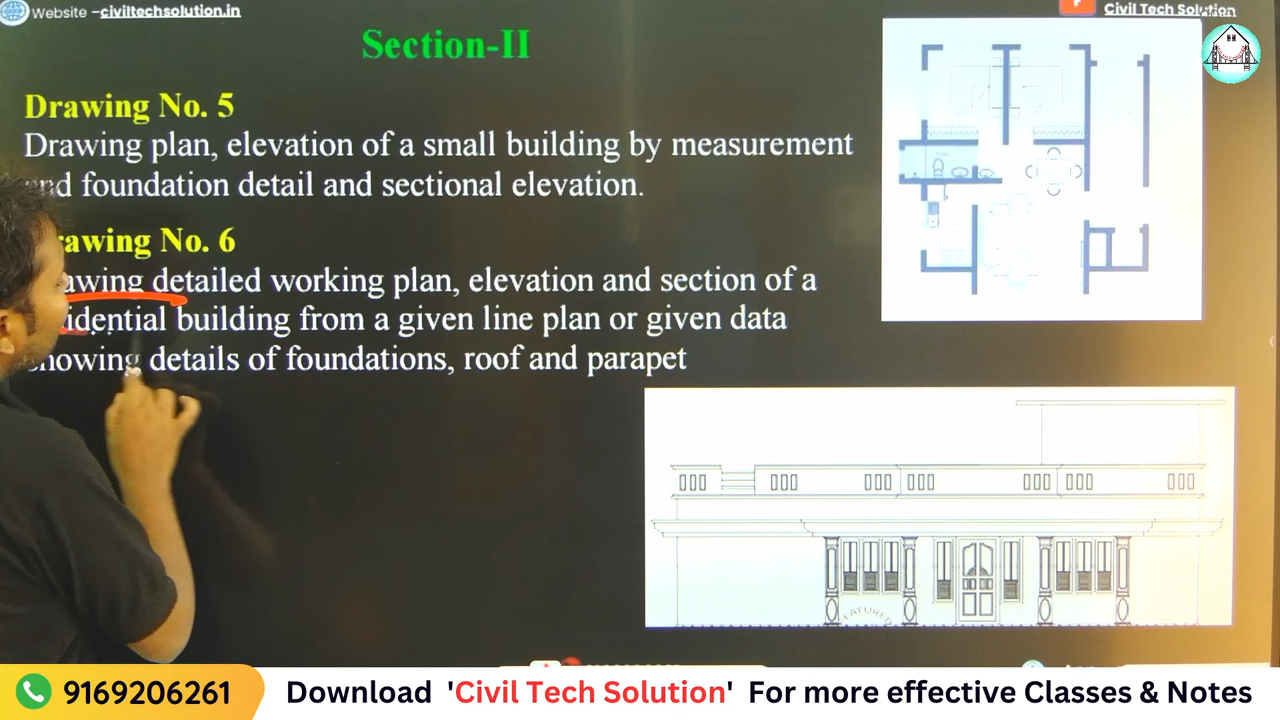 Website -civiltechsolution.in
Civil Tech Solution
Section-II
Drawing No. 5
Drawing plan, elevation of a small building by measurement
foundation detail and sectional elevation.
No. 6
detailed working plan, elevation and section of a
building from a given line plan or given data
details of foundations, roof and parapet
FEATURED
9169206261
Download 'Civil Tech Solution' For more effective Classes & Notes